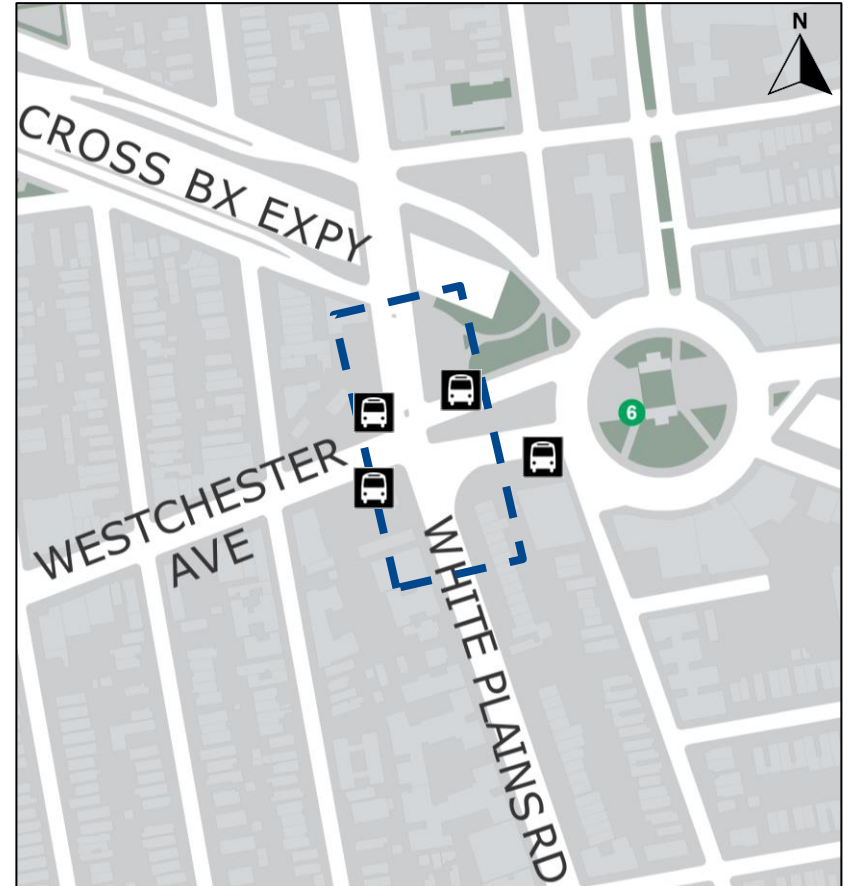 N
CROSS BX EXPY
6
WESTCHESTER
AVE
WHITE PLAINS RD